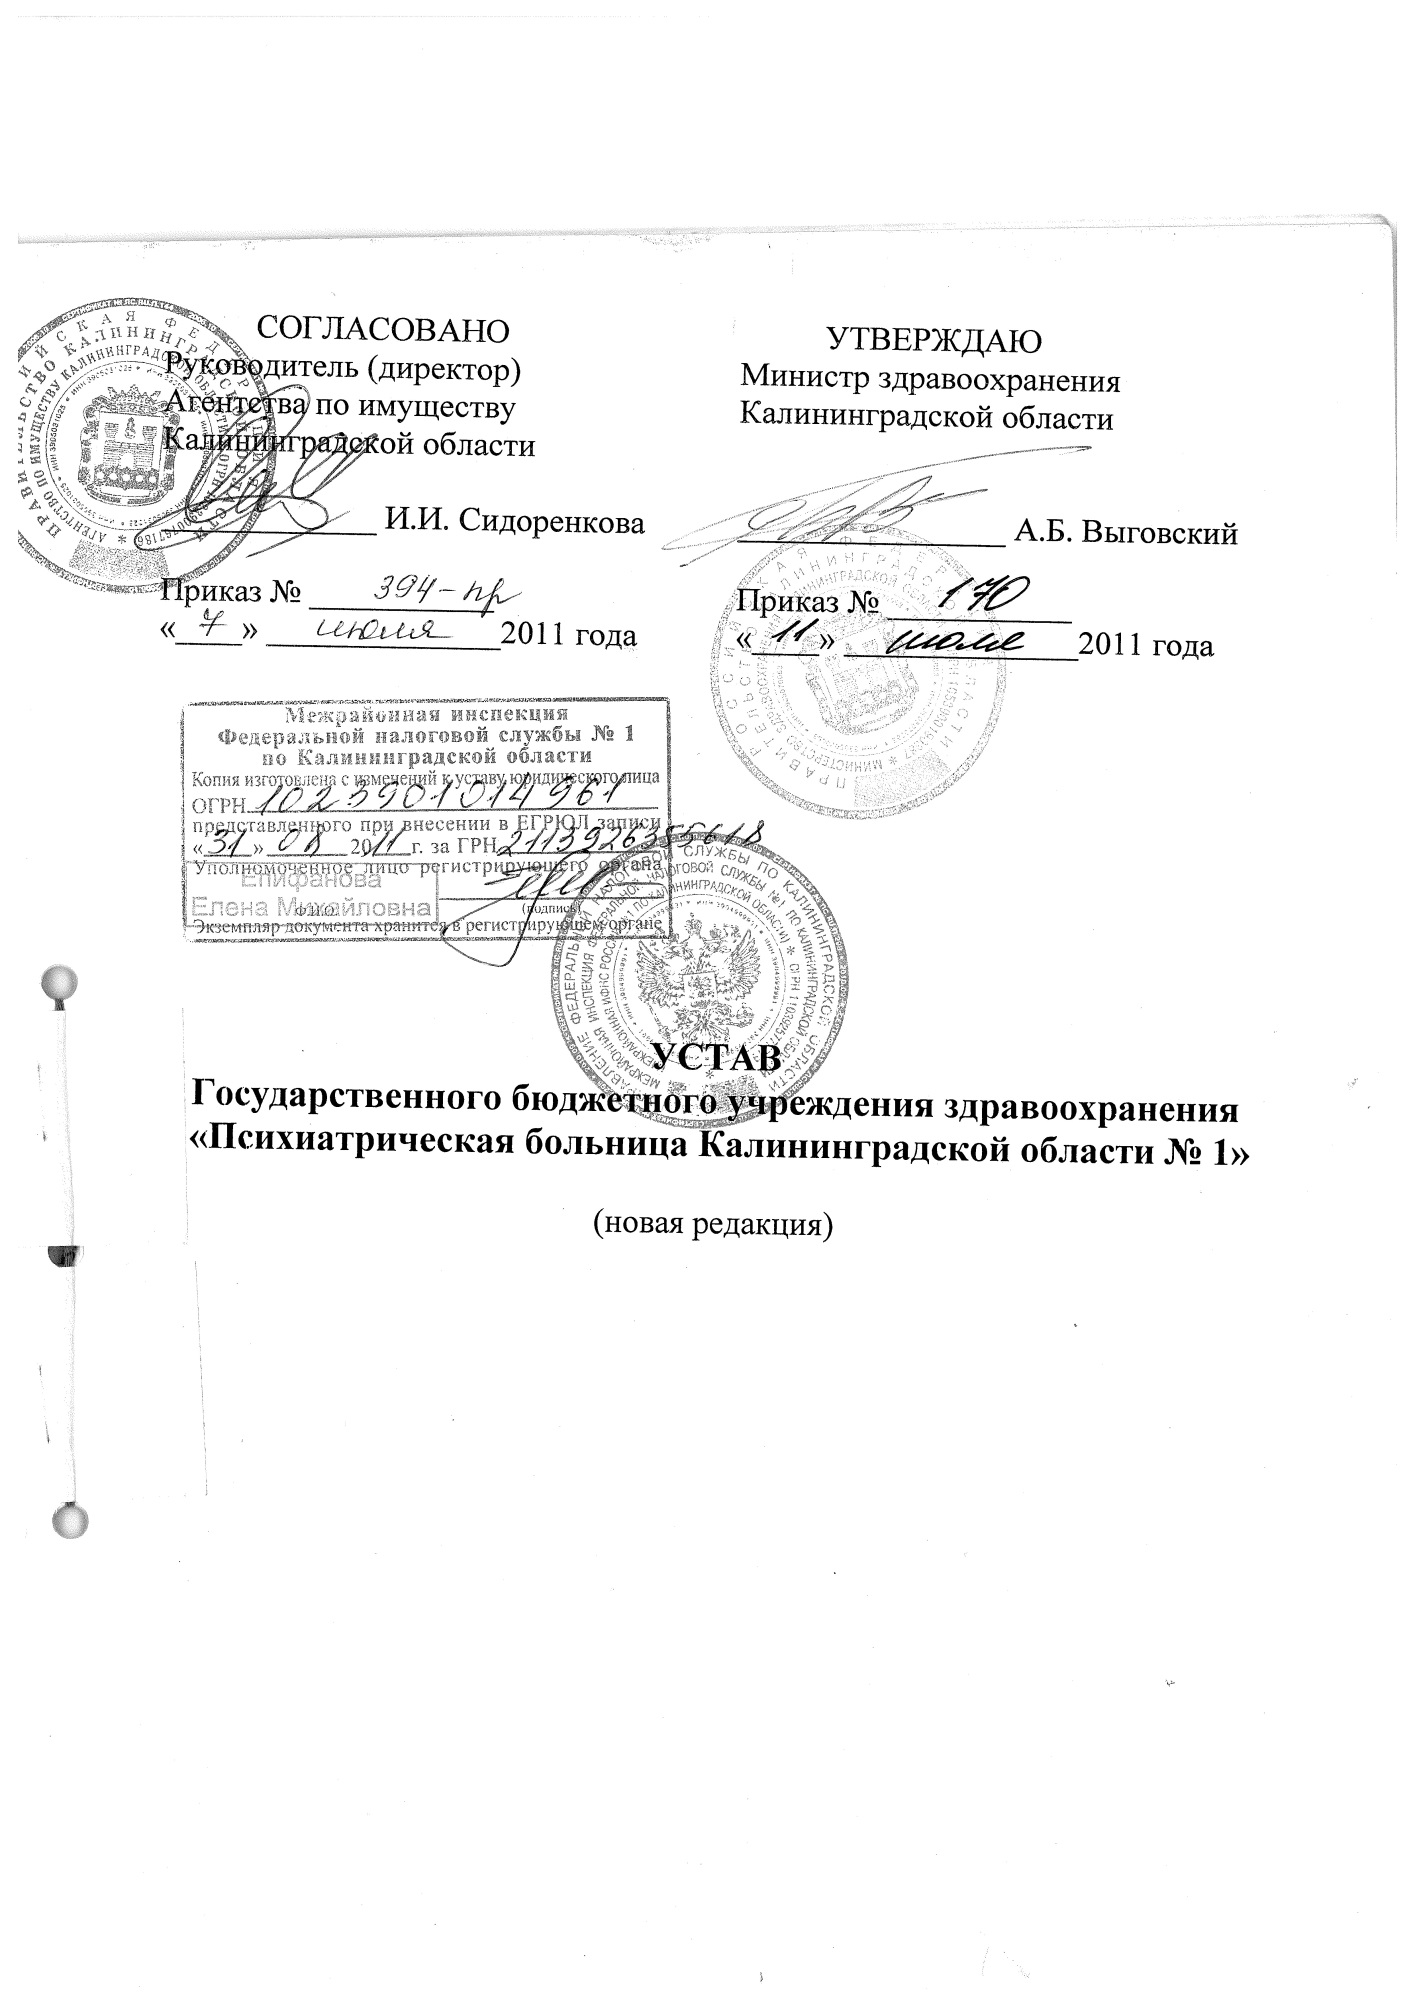 СОГЛАСОВАНО
Руководитель (директор)
Агентства по имуществу
Калининградской области
И.И. Сидоренкова
Приказ № 394-пр
«7» июля 2011 года
УТВЕРЖДАЮ
Министр здравоохранения
Калининградской области
А.Б. Выговский
Приказ № 170
«11» июля 2011 года
Межрайонная инспекция
Федеральной налоговой службы № 1
по Калининградской области
Копия изготовлена с изменений к уставу юридического лица
ОГРН 1023901014961
представленного при внесении в ЕГРЮЛ записи
«31» 08 2011 г. за ГРН 2113926355618
Уполномоченное лицо регистрирующего органа
Епифанова
Елена Михайловна
Ф.И.О.
(подпись)
Экземпляр документа хранится в регистрирующем органе
УСТАВ
Государственного бюджетного учреждения здравоохранения
«Психиатрическая больница Калининградской области № 1»
(новая редакция)